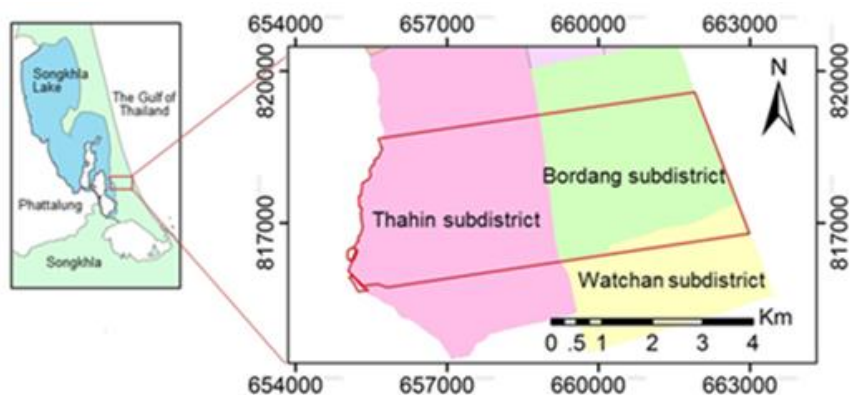 654000 657000 660000 663000
Songkhla
Lake
The Gulf of
Thailand
Phattalung
Songkhla
820000
817000
N
820000
817000
Bordang subdistrict
Thahin subdistrict
Watchan subdistrict
Km
0 .5 1 2 3 4
654000 657000 660000 663000